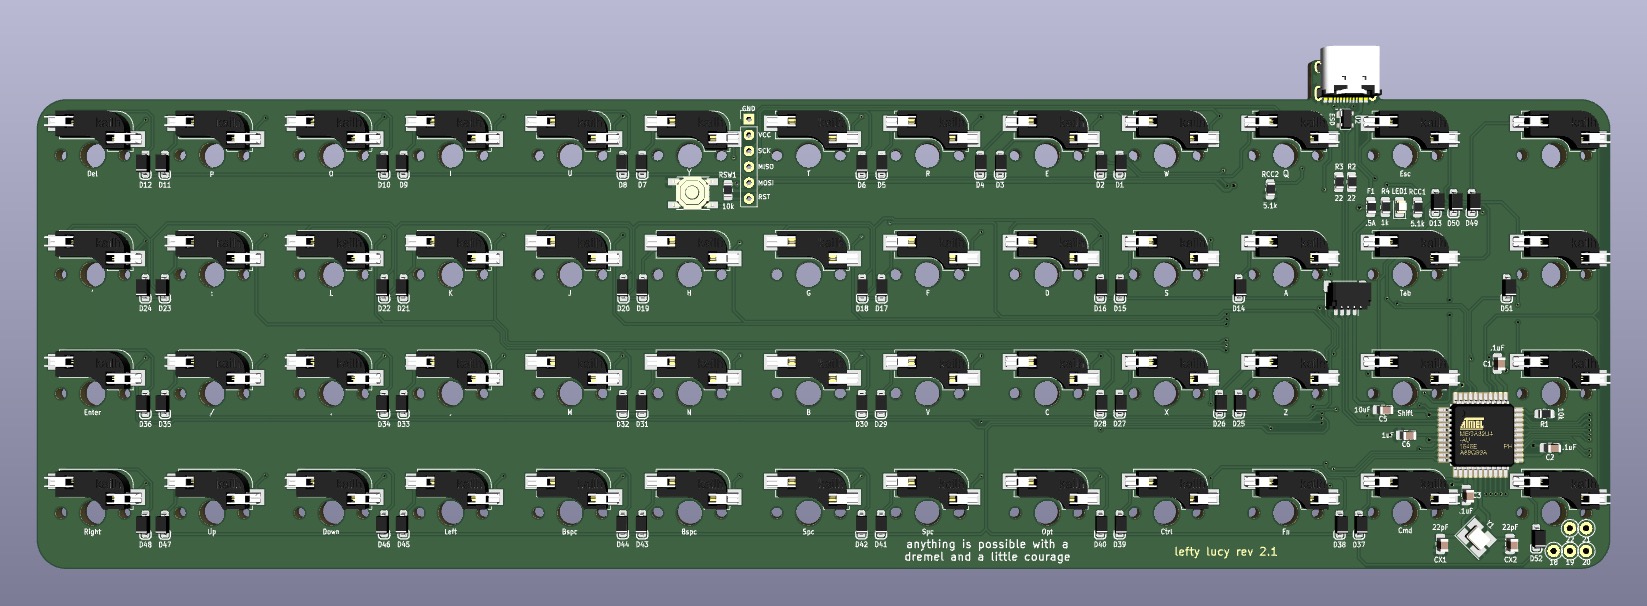 GND
VCC
SCK
MISO
MOSI
RST
Del P O I U Y T R E W Q Esc
D12 D11 D10 D9 D8 D7 D6 D5 D4 D3 D2 D1
RSW1
10k
RCC2
5.1k
R3 R2
22 22
F1 R4 LED1 RCC1
.5A 1k 5.1k D13 D50 D49
' ; L K J H G F D S A Tab
D24 D23 D22 D21 D20 D19 D18 D17 D16 D15 D14 D51
.1uF
C1
Enter / . , M N B V C X Z Shift
D36 D35 D34 D33 D32 D31 D30 D29 D28 D27 D26 D25
10uF
C5
1uF
C6
ATMEL
MEGA32U4
-AU
10k
R1
.1uF
C2
C3
.1uF
Right Up Down Left Bspc Bspc Spc Spc Opt Ctrl Fn Cmd
D48 D47 D46 D45 D44 D43 D42 D41 D40 D39 D38 D37
22pF 22pF
CX1 CX2 D52
18 19 20
anything is possible with a
dremel and a little courage
lefty lucy rev 2.1